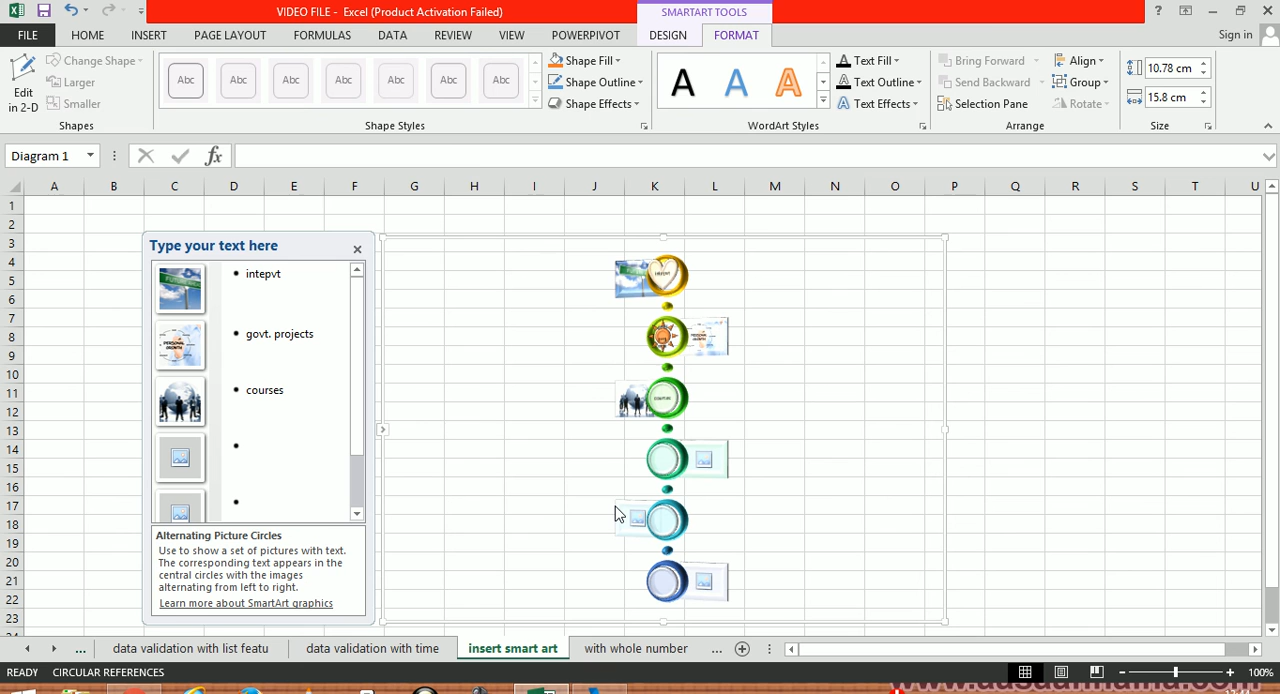 VIDEO FILE - Excel (Product Activation Failed)
SMARTART TOOLS
FILE HOME INSERT PAGE LAYOUT FORMULAS DATA REVIEW VIEW POWERPIVOT DESIGN FORMAT Sign in
Edit in 2-D
Change Shape
Larger
Smaller
Shapes
Abc Abc Abc Abc Abc Abc Abc
Shape Fill
Shape Outline
Shape Effects
Shape Styles
A A A
A Text Fill
A Text Outline
A Text Effects
WordArt Styles
Bring Forward
Send Backward
Selection Pane
Align
Group
Rotate
Arrange
10.78 cm
15.8 cm
Size
Diagram 1
fx
A B C D E F G H I J K L M N O P Q R S T U
1
2
3
4
5
6
7
8
9
10
11
12
13
14
15
16
17
18
19
20
21
22
23
Type your text here
intepvt
PERSONAL GROWTH
govt. projects
courses
Alternating Picture Circles
Use to show a set of pictures with text.
The corresponding text appears in the
central circles with the images
alternating from left to right.
Learn more about SmartArt graphics
... data validation with list featu data validation with time insert smart art with whole number ...
READY CIRCULAR REFERENCES
100%